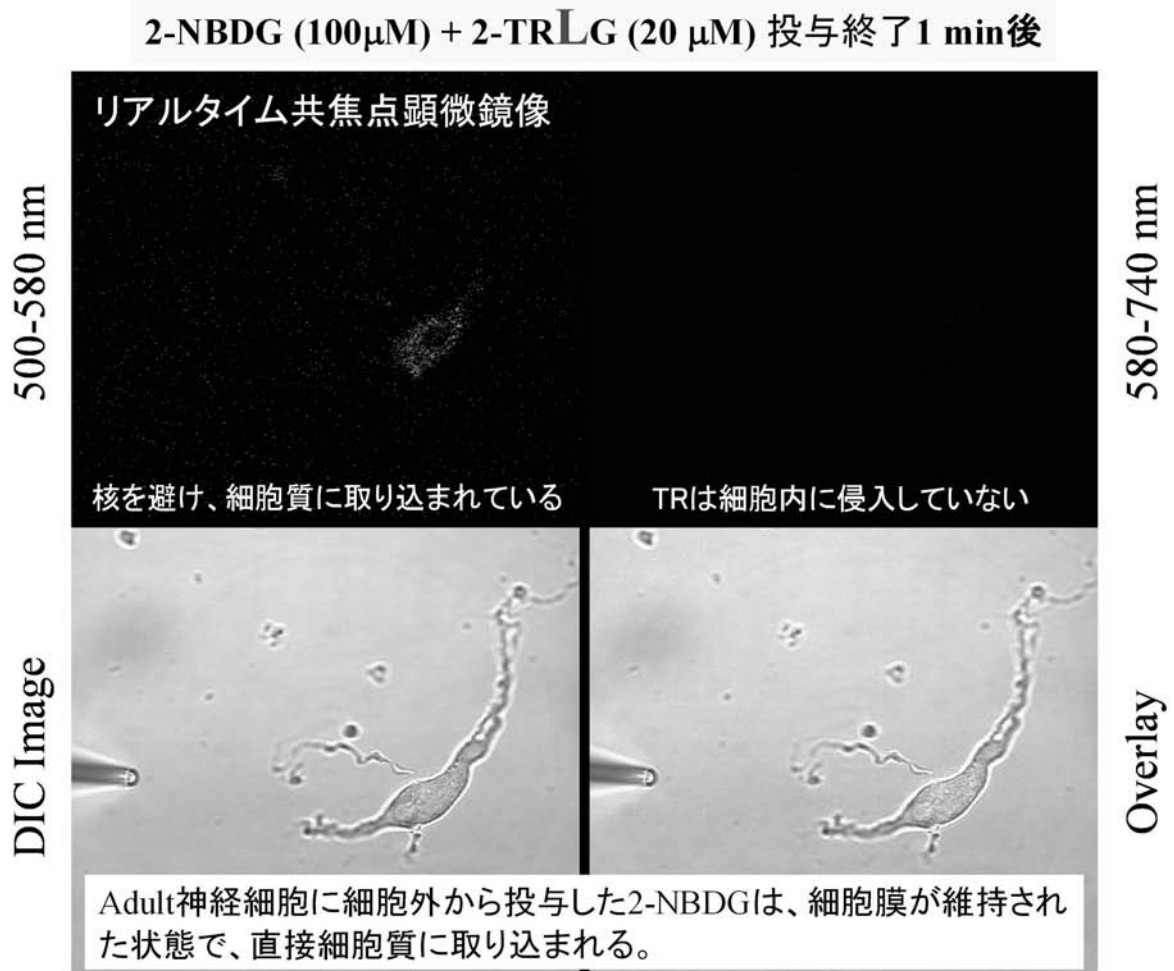 2-NBDG (100μM) + 2-TRLG (20 μM) 投与終了1 min後
リアルタイム共焦点顕微鏡像
500-580 nm
580-740 nm
核を避け、細胞質に取り込まれている
TRは細胞内に侵入していない
DIC Image
Overlay
Adult神経細胞に細胞外から投与した2-NBDGは、細胞膜が維持され
た状態で、直接細胞質に取り込まれる。